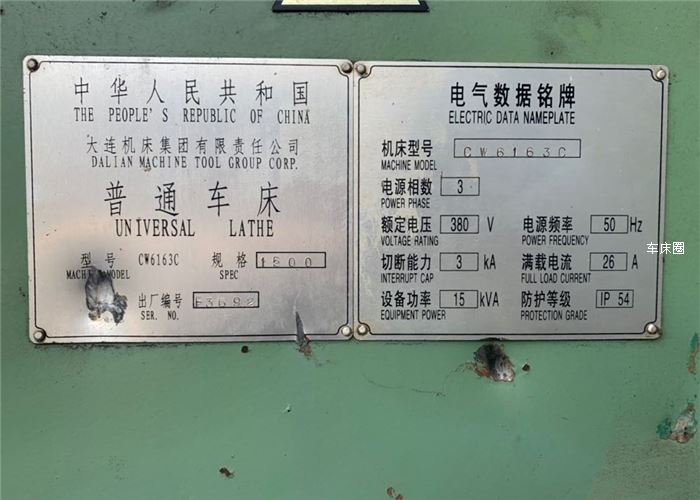 中华人民共和国
THE PEOPLE'S REPUBLIC OF CHINA
大连机床集团有限责任公司
DALIAN MACHINE TOOL GROUP CORP.
普通车床
UNIVERSAL LATHE
型号 CW6163C 规格 1500
MACHINE MODEL SPEC
出厂编号
SER. NO.
电气数据铭牌
ELECTRIC DATA NAMEPLATE
机床型号 CW6163C
MACHINE MODEL
电源相数 3
POWER PHASE
额定电压 380 V 电源频率 50 Hz
VOLTAGE RATING POWER FREQUENCY
切断能力 3 kA 满载电流 26 A
INTERRUPT CAP FULL LOAD CURRENT
设备功率 15 kVA 防护等级 IP 54
EQUIPMENT POWER PROTECTION GRADE
车床圈